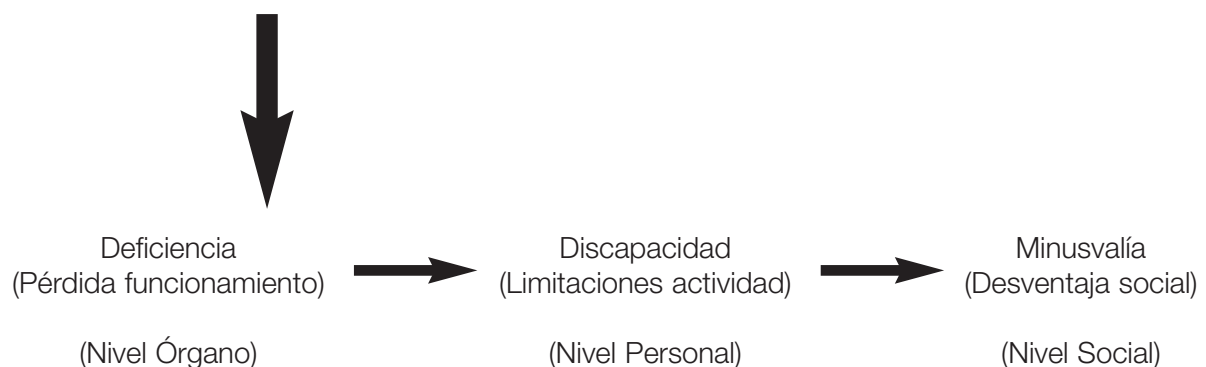 Deficiencia
(Pérdida funcionamiento)
(Nivel Órgano)
Discapacidad
(Limitaciones actividad)
(Nivel Personal)
Minusvalía
(Desventaja social)
(Nivel Social)